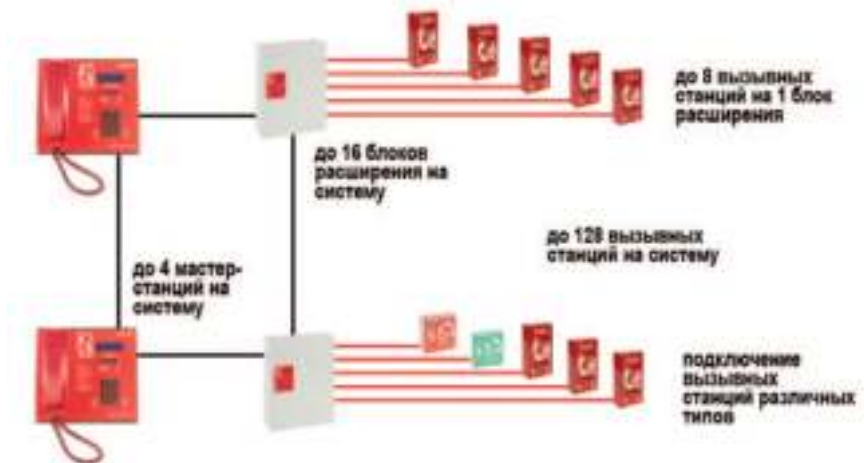 до 8 вызывных
станций на 1 блок
расширения
до 16 блоков
расширения на
систему
до 128 вызывных
станций на систему
до 4 мастер-
станций на
систему
подключение
вызывных
станций различных
типов